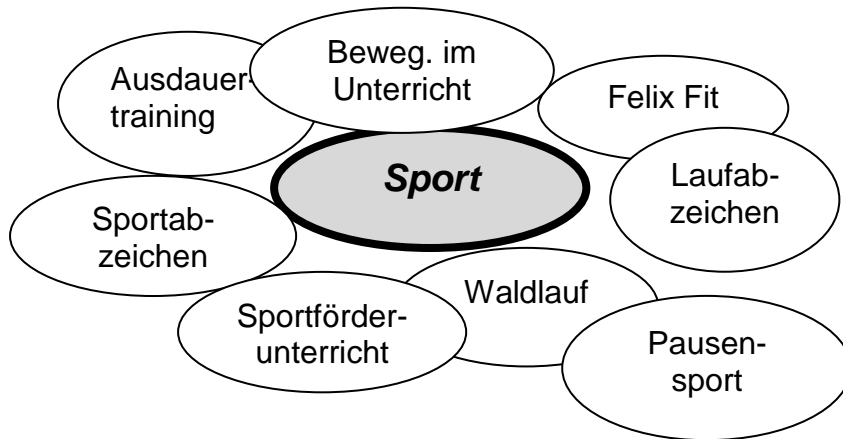 Beweg. im
Unterricht
Ausdauer-
training
Felix Fit
Sport
Laufab-
zeichen
Sportab-
zeichen
Waldlauf
Sportförder-
unterricht
Pausen-
sport